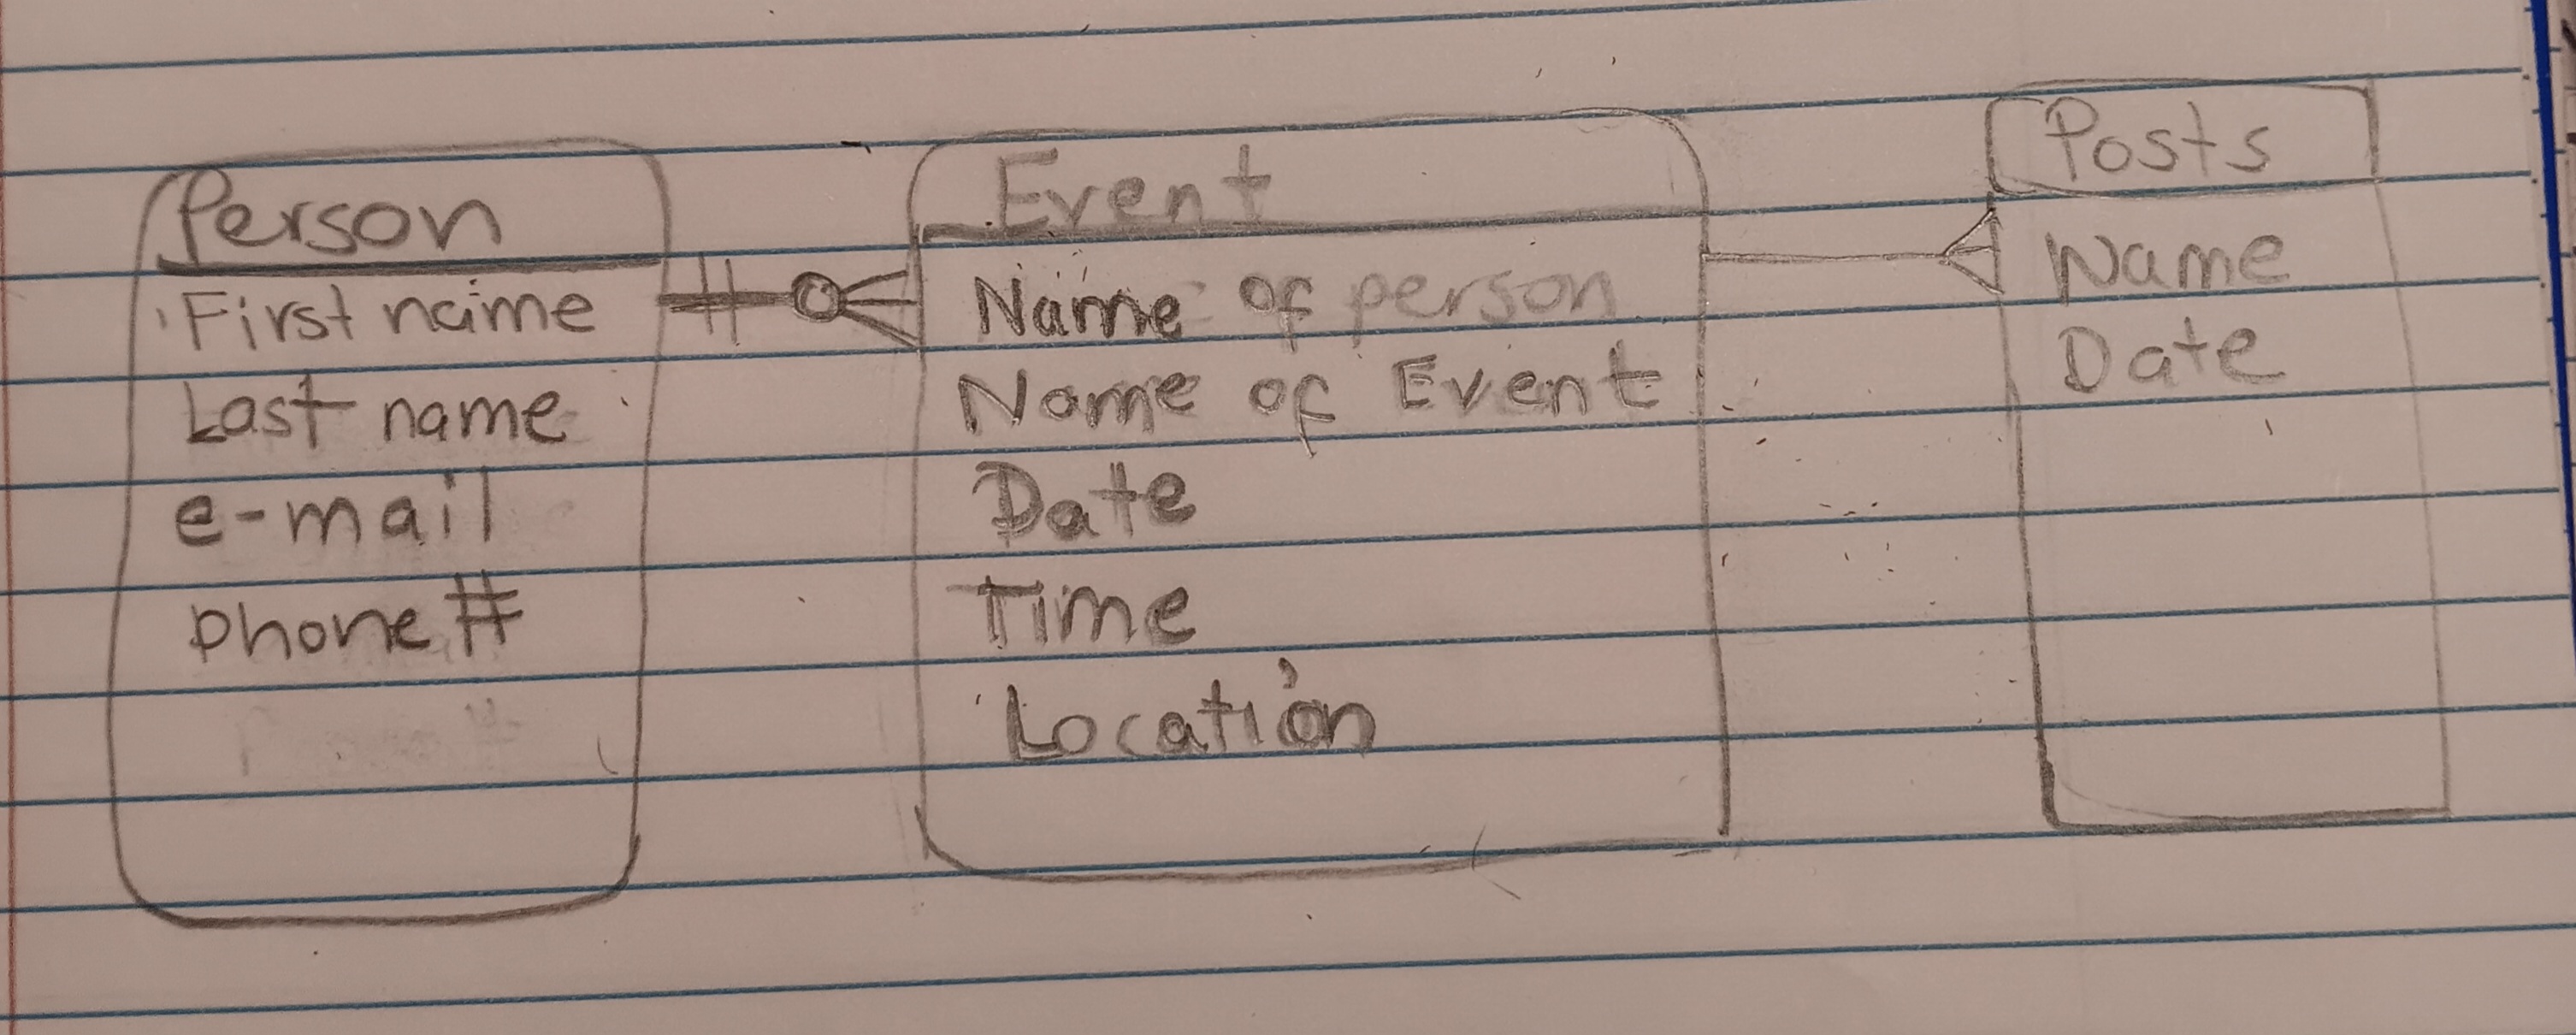 Person
First name
Last name
e-mail
phone #
Event
Name of person
Name of Event
Date
Time
Location
Posts
Name
Date